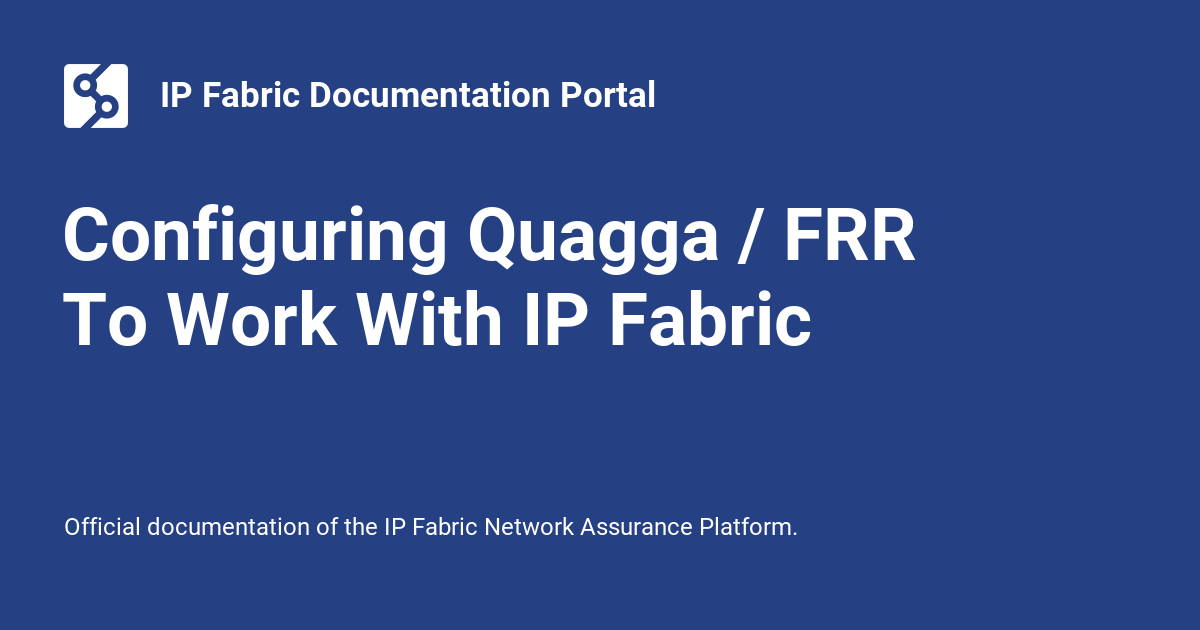 IP Fabric Documentation Portal
Configuring Quagga / FRR
To Work With IP Fabric
Official documentation of the IP Fabric Network Assurance Platform.